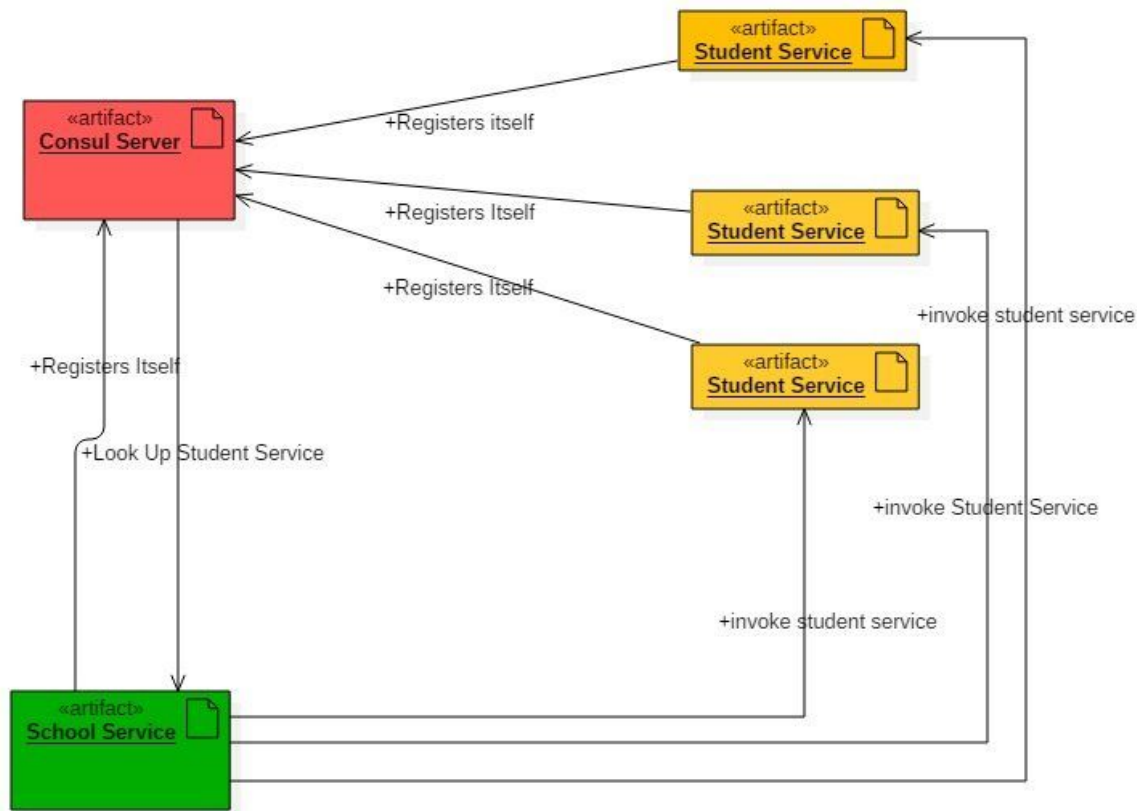 «artifact»
Student Service
«artifact»
Consul Server
+Registers itself
«artifact»
Student Service
+Registers Itself
+Registers Itself
+invoke student service
«artifact»
Student Service
+Registers Itself
+Look Up Student Service
+invoke Student Service
+invoke student service
«artifact»
School Service